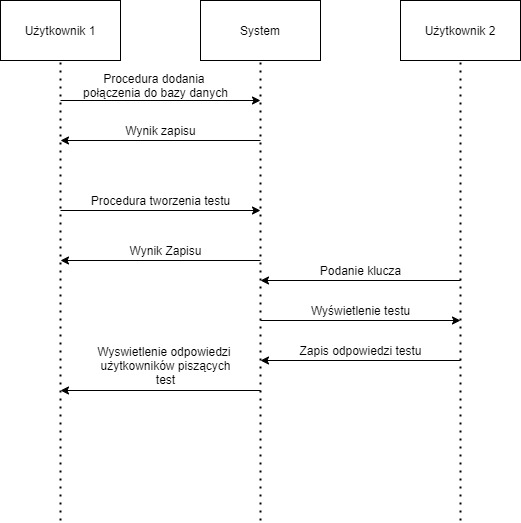 Użytkownik 1
System
Użytkownik 2
Procedura dodania
połączenia do bazy danych
Wynik zapisu
Procedura tworzenia testu
Wynik Zapisu
Podanie klucza
Wyświetlenie testu
Zapis odpowiedzi testu
Wyswietlenie odpowiedzi
użytkowników piszących
test